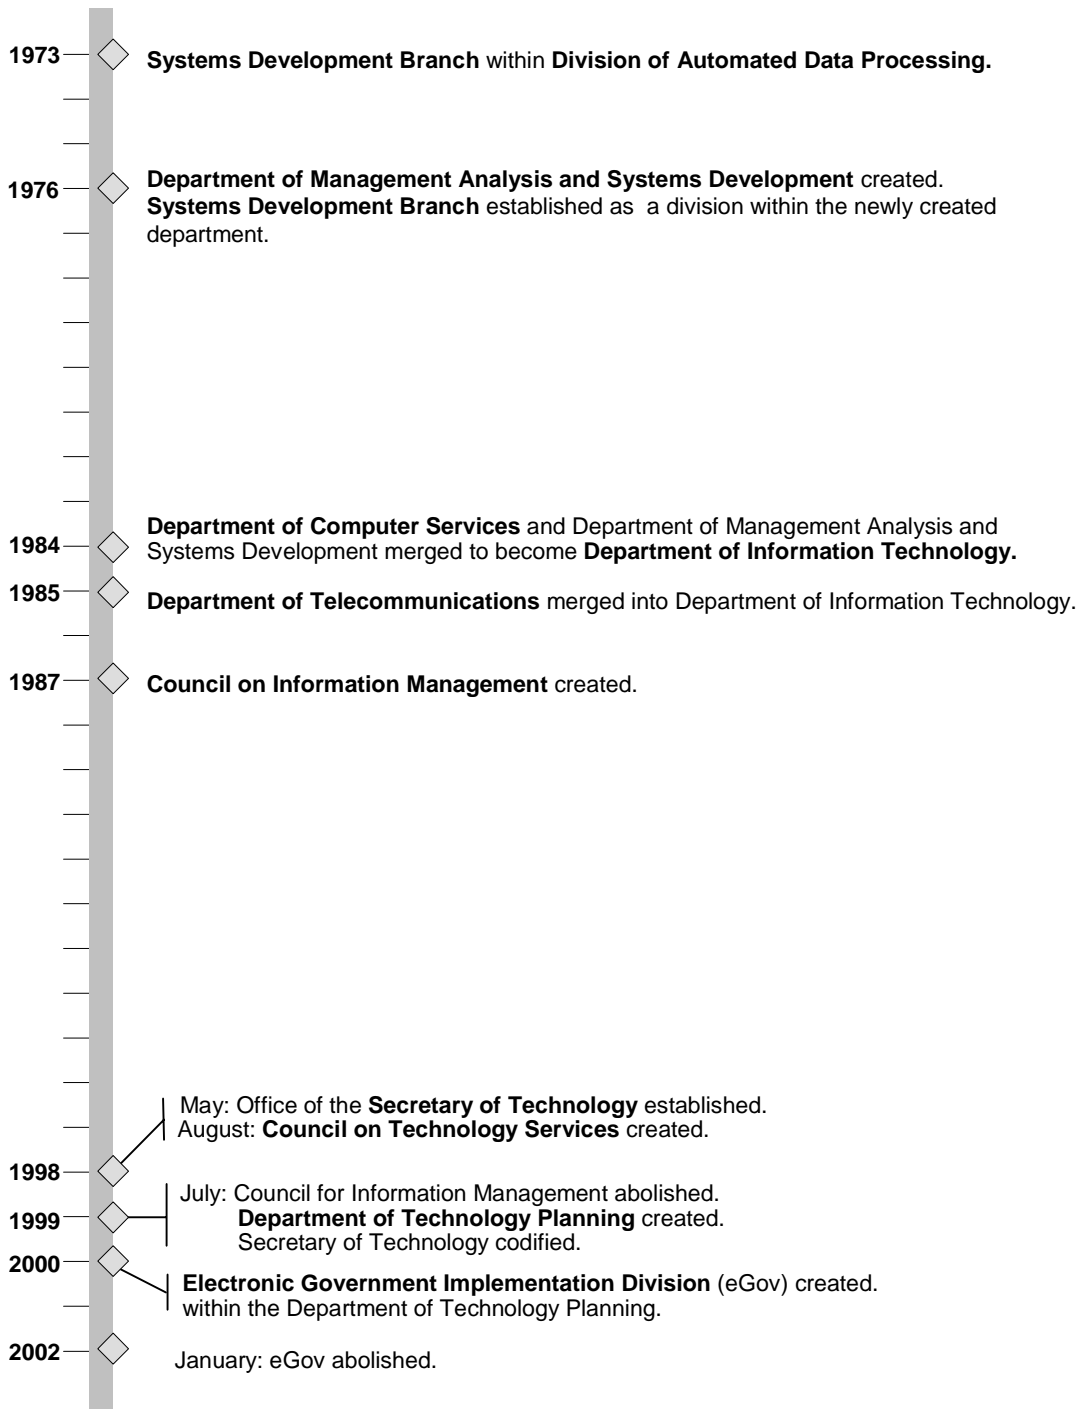 1973 Systems Development Branch within Division of Automated Data Processing.
1976 Department of Management Analysis and Systems Development created.
Systems Development Branch established as a division within the newly created
department.
Department of Computer Services and Department of Management Analysis and
1984 Systems Development merged to become Department of Information Technology.
1985 Department of Telecommunications merged into Department of Information Technology.
1987 Council on Information Management created.
May: Office of the Secretary of Technology established.
August: Council on Technology Services created.
1998
July: Council for Information Management abolished.
1999 Department of Technology Planning created.
Secretary of Technology codified.
2000
Electronic Government Implementation Division (eGov) created.
within the Department of Technology Planning.
2002 January: eGov abolished.